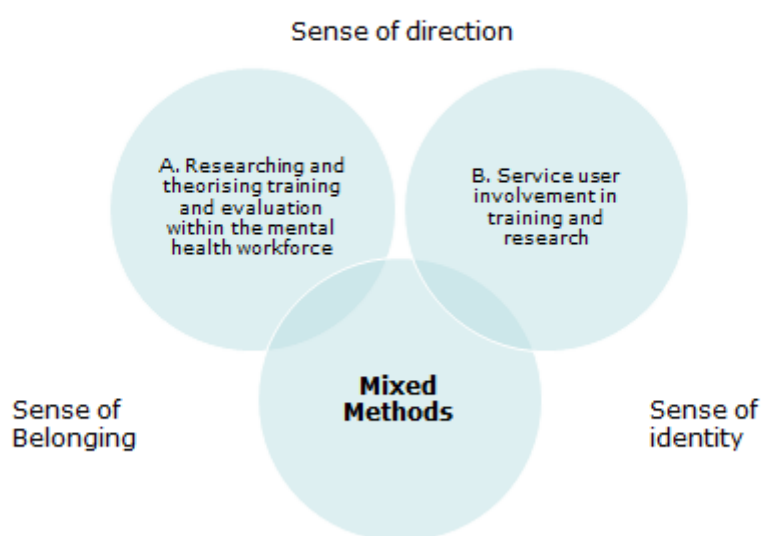 Sense of direction
A. Researching and
theorising training
and evaluation
within the mental
health workforce
B. Service user
involvement in
training and
research
Mixed
Methods
Sense of
Belonging
Sense of
identity